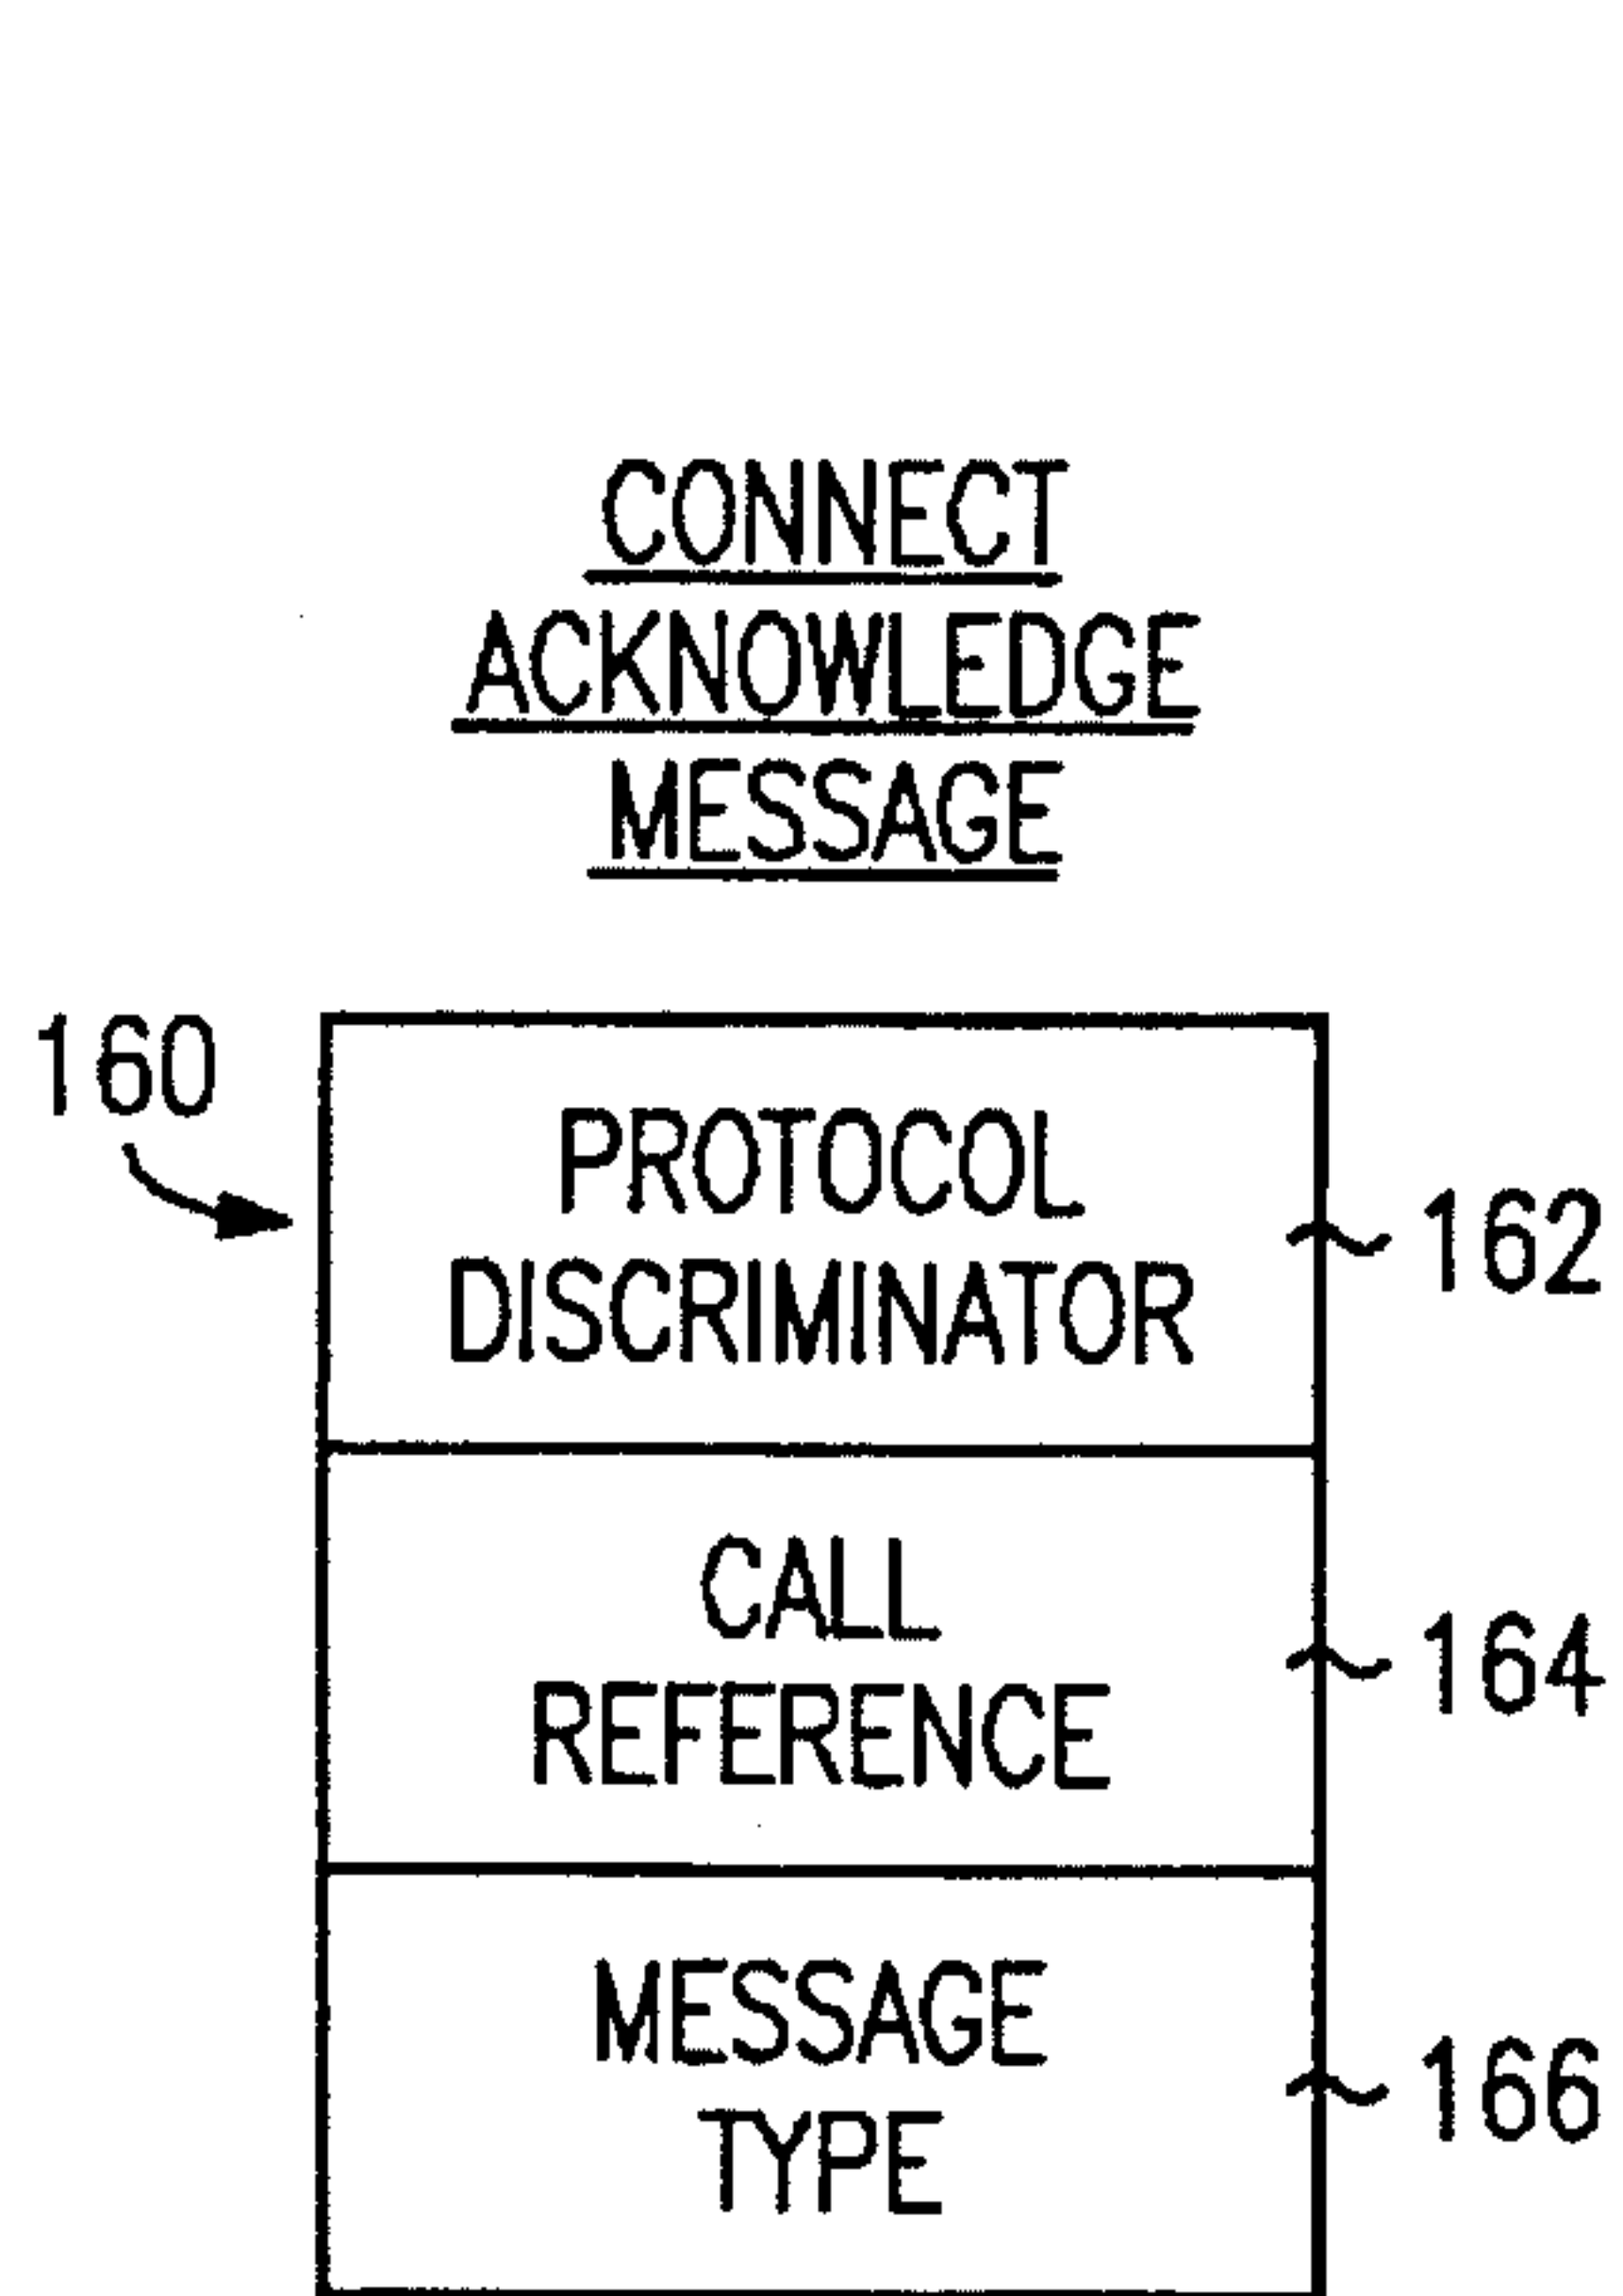 CONNECT
ACKNOWLEDGE
MESSAGE
160
PROTOCOL
DISCRIMINATOR
162
CALL
REFERENCE
164
MESSAGE
TYPE
166